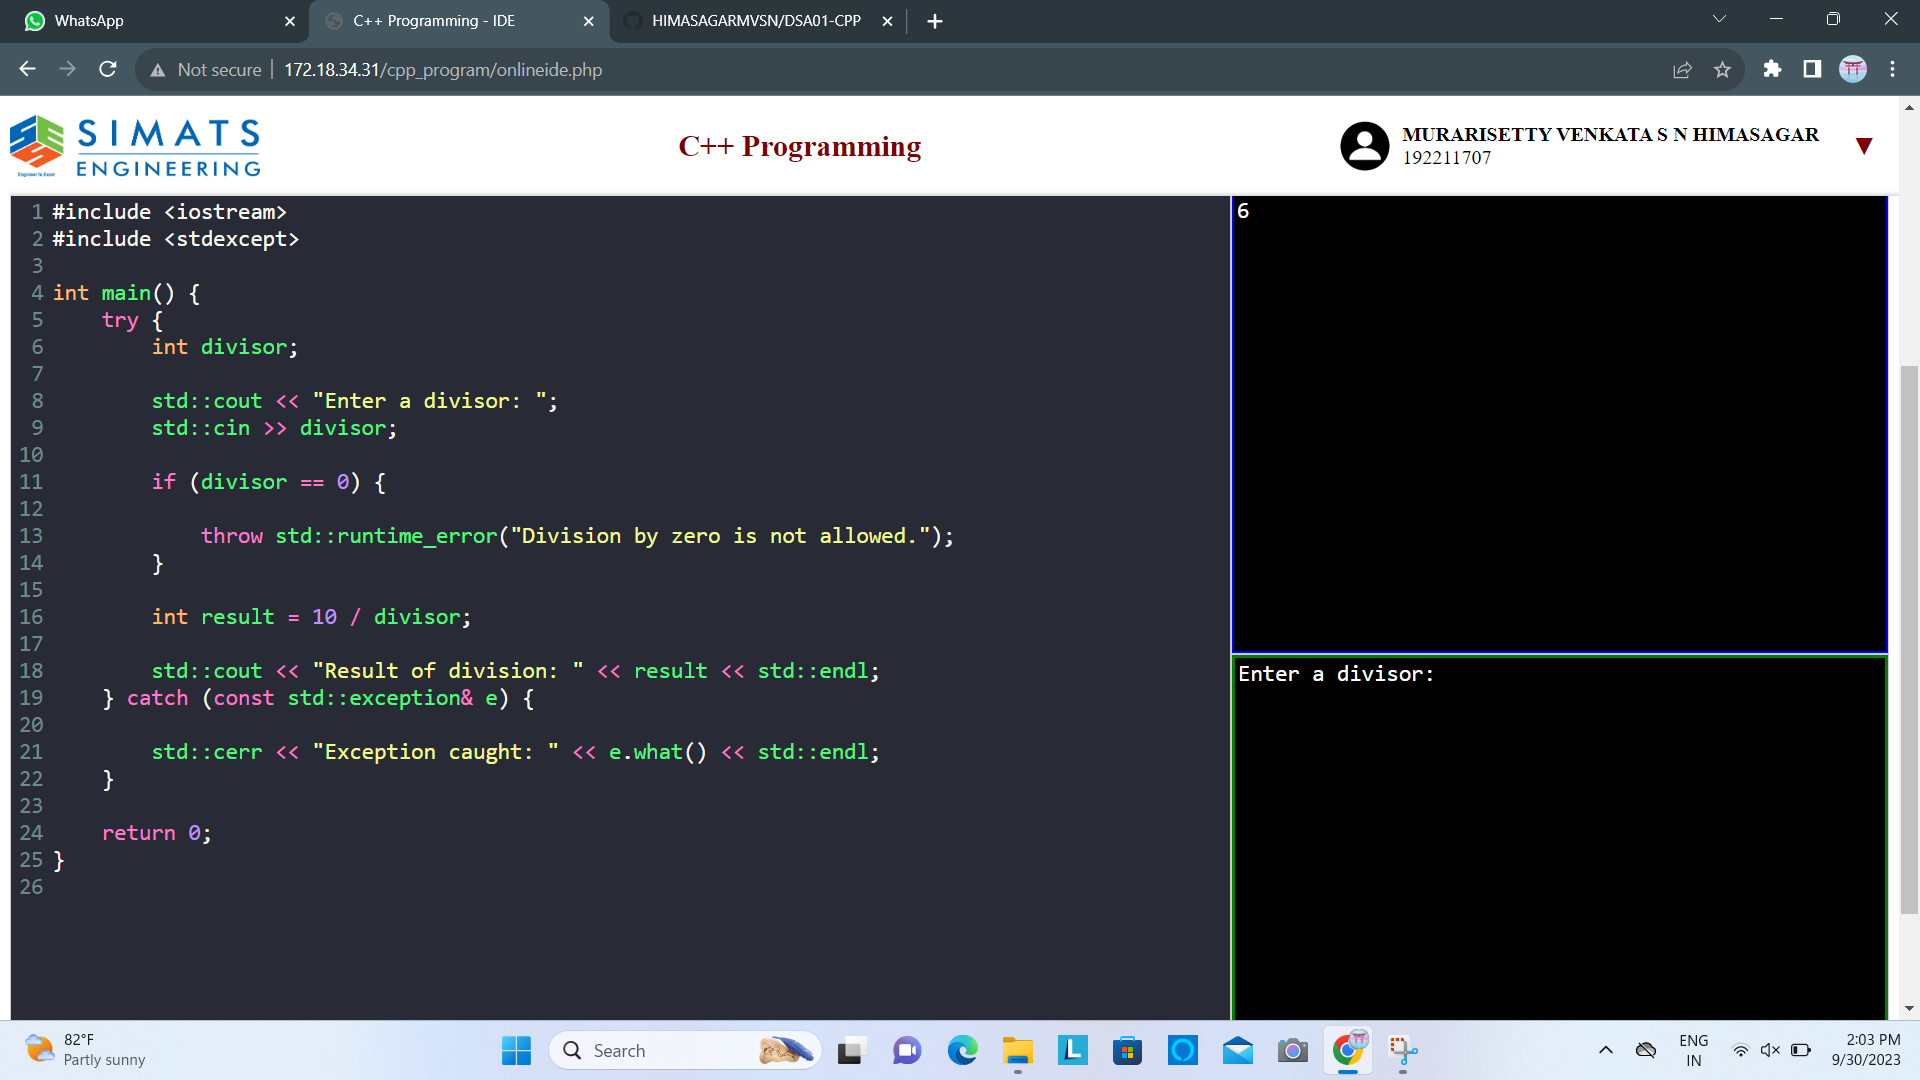 WhatsApp
C++ Programming - IDE
HIMASAGARMVSN/DSA01-CPP
Not secure
172.18.34.31/cpp_program/onlineide.php
SIMATS
ENGINEERING
Engineer to Excel
C++ Programming
MURARISETTY VENKATA S N HIMASAGAR
192211707
1 #include <iostream>
2 #include <stdexcept>
3
4 int main() {
5     try {
6         int divisor;
7
8         std::cout << "Enter a divisor: ";
9         std::cin >> divisor;
10
11         if (divisor == 0) {
12
13             throw std::runtime_error("Division by zero is not allowed.");
14         }
15
16         int result = 10 / divisor;
17
18         std::cout << "Result of division: " << result << std::endl;
19     } catch (const std::exception& e) {
20
21         std::cerr << "Exception caught: " << e.what() << std::endl;
22     }
23
24     return 0;
25 }
26
6
Enter a divisor:
82°F
Partly sunny
Search
L
ENG
IN
2:03 PM
9/30/2023